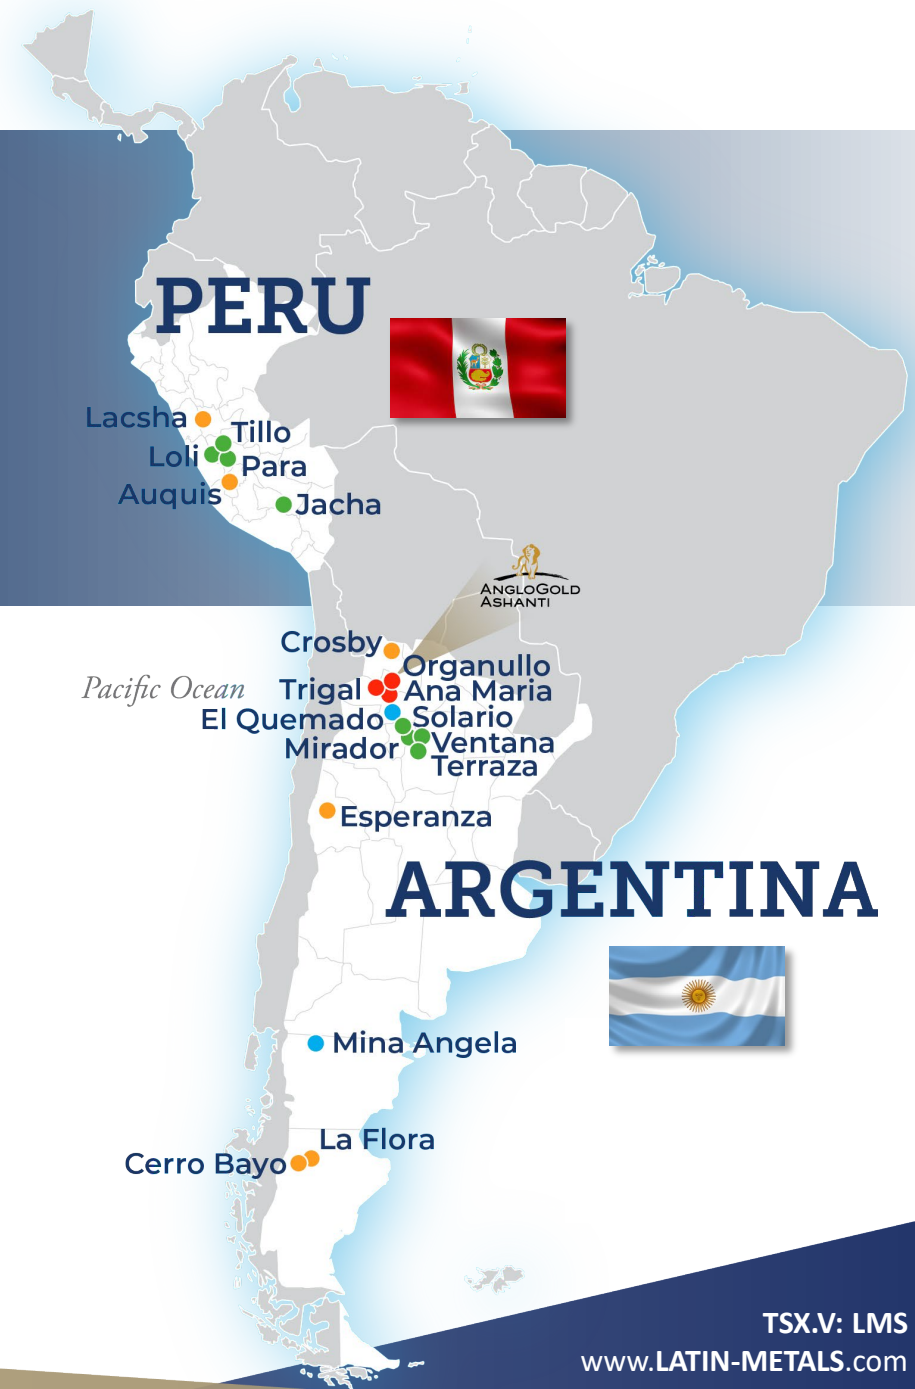 PERU
Lacsha
Tillo
Loli
Para
Auquis
Jacha
ANGLOGOLD
ASHANTI
Crosby
Organullo
Pacific Ocean
Trigal
Ana Maria
El Quemado
Solario
Mirador
Ventana
Terraza
Esperanza
ARGENTINA
Mina Angela
La Flora
Cerro Bayo
TSX.V: LMS
www.LATIN-METALS.com